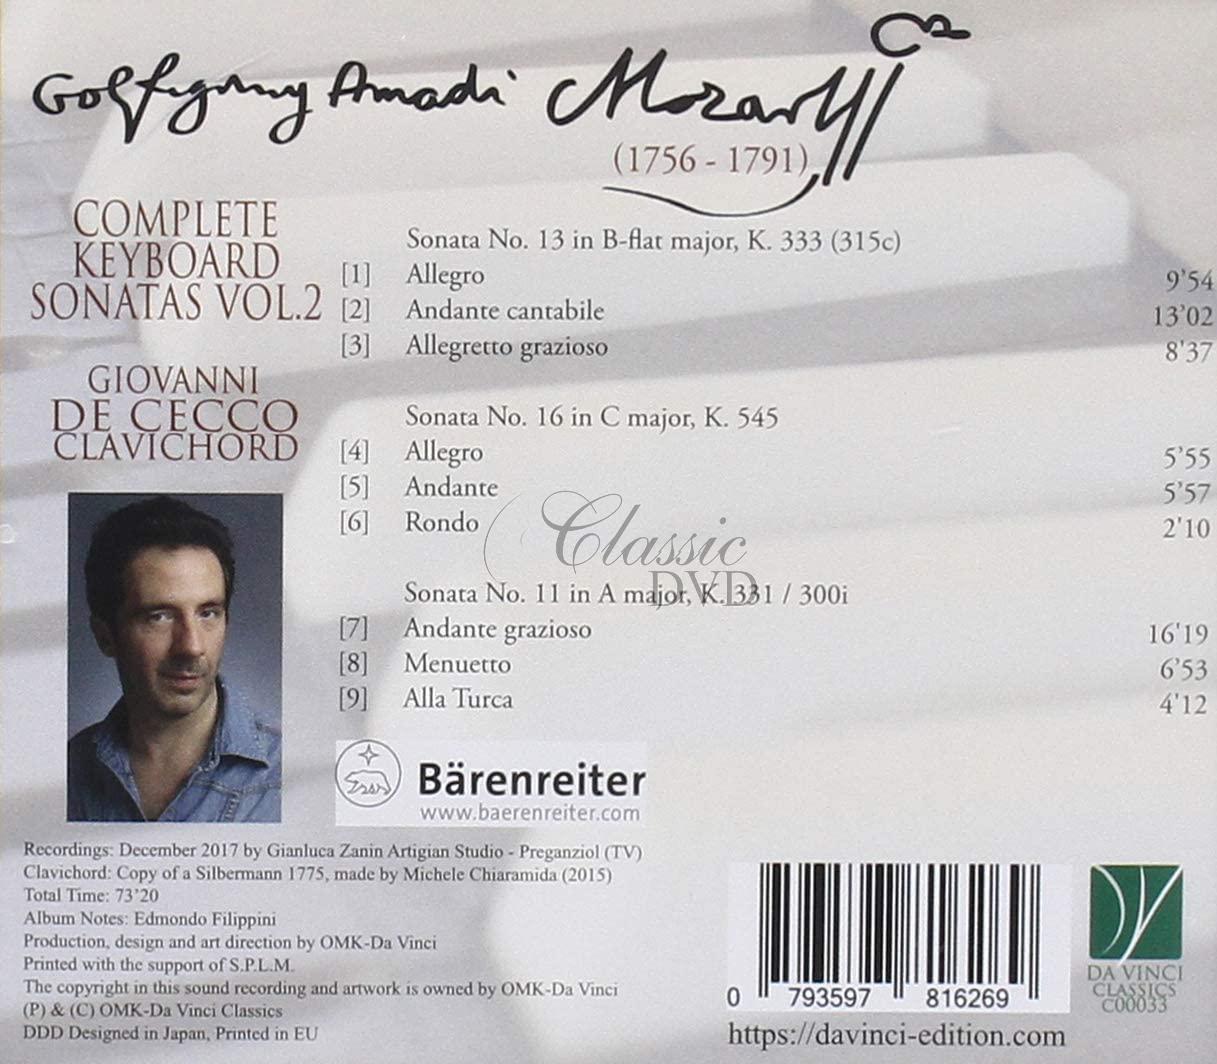 Wolfgang Amadè Mozart
(1756 - 1791)
COMPLETE
KEYBOARD
SONATAS VOL.2
GIOVANNI
DE CECCO
CLAVICHORD
Sonata No. 13 in B-flat major, K. 333 (315c)
[1] Allegro 9'54
[2] Andante cantabile 13'02
[3] Allegretto grazioso 8'37
Sonata No. 16 in C major, K. 545
[4] Allegro 5'55
[5] Andante 5'57
[6] Rondo 2'10
Classic
DVD
Sonata No. 11 in A major, K. 331 / 300i
[7] Andante grazioso 16'19
[8] Menuetto 6'53
[9] Alla Turca 4'12
Bärenreiter
www.baerenreiter.com
Recordings: December 2017 by Gianluca Zanin Artigian Studio - Preganziol (TV)
Clavichord: Copy of a Silbermann 1775, made by Michele Chiaramida (2015)
Total Time: 73'20
Album Notes: Edmondo Filippini
Production, design and art direction by OMK-Da Vinci
Printed with the support of S.P.L.M.
The copyright in this sound recording and artwork is owned by OMK-Da Vinci
(P) & (C) OMK-Da Vinci Classics
DDD Designed in Japan, Printed in EU
0 793597 816269
https://davinci-edition.com
DA VINCI
CLASSICS
C00033